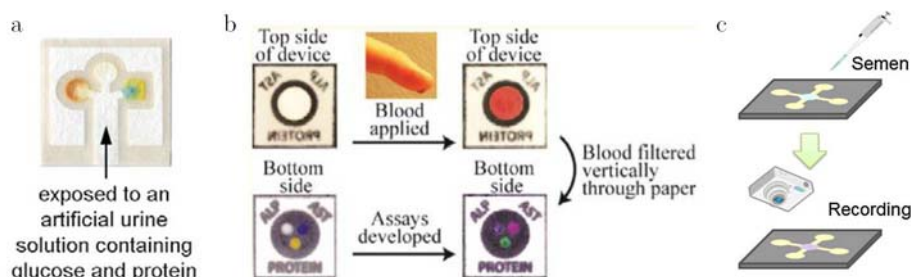 a
exposed to an
artificial urine
solution containing
glucose and protein
b
Top side
of device
AST
ALP
PROTEIN
Blood
applied
Top side
of device
AST
ALP
PROTEIN
Blood filtered
vertically
through paper
Bottom
side
ALP
AST
PROTEIN
Assays
developed
Bottom
side
ALP
AST
PROTEIN
c
Semen
Recording